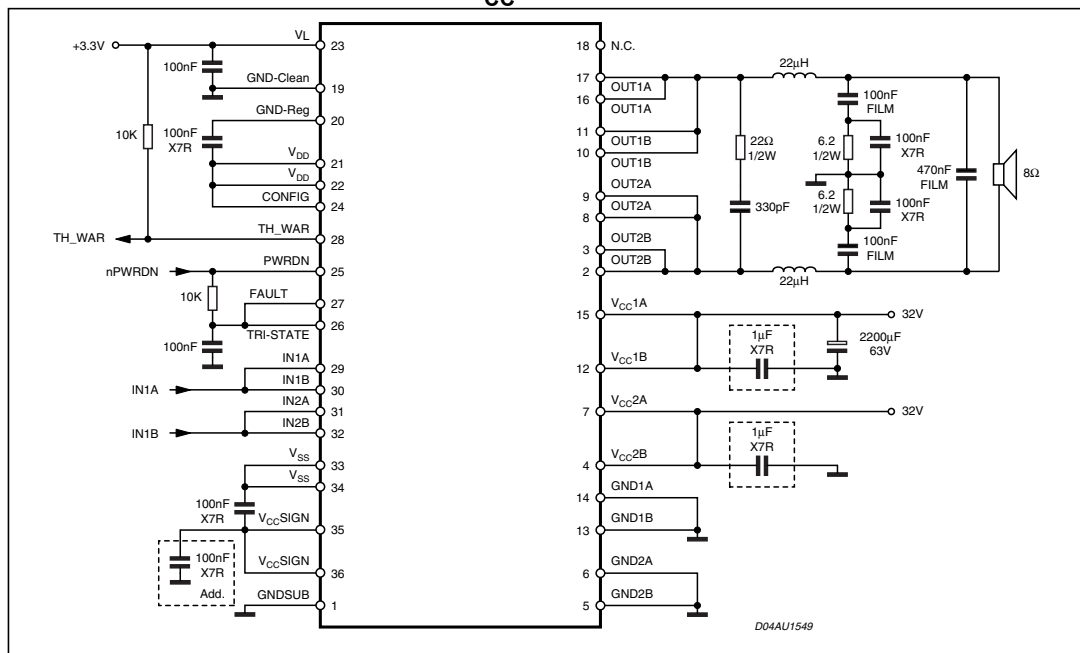 CC
+3.3V
VL
23
100nF
GND-Clean
19
GND-Reg
20
10K
100nF
X7R
VDD
21
VDD
22
CONFIG
24
TH_WAR
TH_WAR
28
nPWRDN
PWRDN
25
10K
FAULT
27
TRI-STATE
26
100nF
IN1A
29
IN1A
IN1B
30
IN2A
31
IN1B
IN2B
32
VSS
33
VSS
34
100nF
X7R
VCCSIGN
35
100nF
X7R
Add.
VCCSIGN
36
GNDSUB
1
18
N.C.
17
OUT1A
16
OUT1A
11
OUT1B
10
OUT1B
OUT2A
9
OUT2A
8
OUT2B
3
OUT2B
2
22µH
22Ω
1/2W
330pF
100nF
FILM
6.2
1/2W
100nF
X7R
6.2
1/2W
100nF
X7R
100nF
FILM
470nF
FILM
8Ω
22µH
15
VCC1A
32V
1µF
X7R
2200µF
63V
12
VCC1B
7
VCC2A
32V
1µF
X7R
4
VCC2B
14
GND1A
13
GND1B
6
GND2A
5
GND2B
D04AU1549